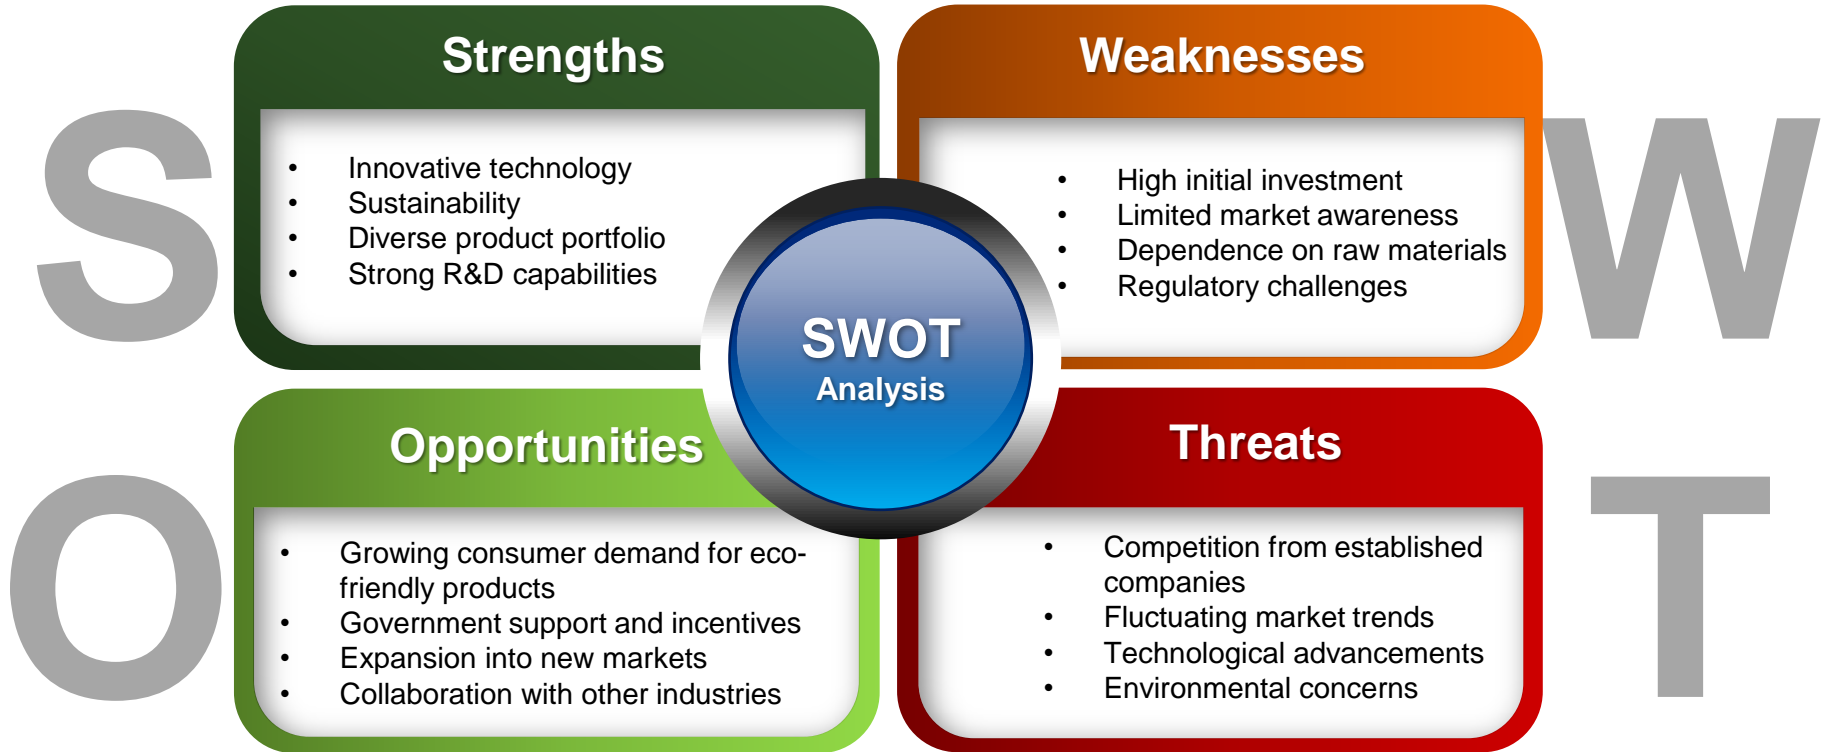 S
Strengths
• Innovative technology
• Sustainability
• Diverse product portfolio
• Strong R&D capabilities
W
Weaknesses
• High initial investment
• Limited market awareness
• Dependence on raw materials
• Regulatory challenges
SWOT
Analysis
O
Opportunities
• Growing consumer demand for eco-
friendly products
• Government support and incentives
• Expansion into new markets
• Collaboration with other industries
T
Threats
• Competition from established
companies
• Fluctuating market trends
• Technological advancements
• Environmental concerns